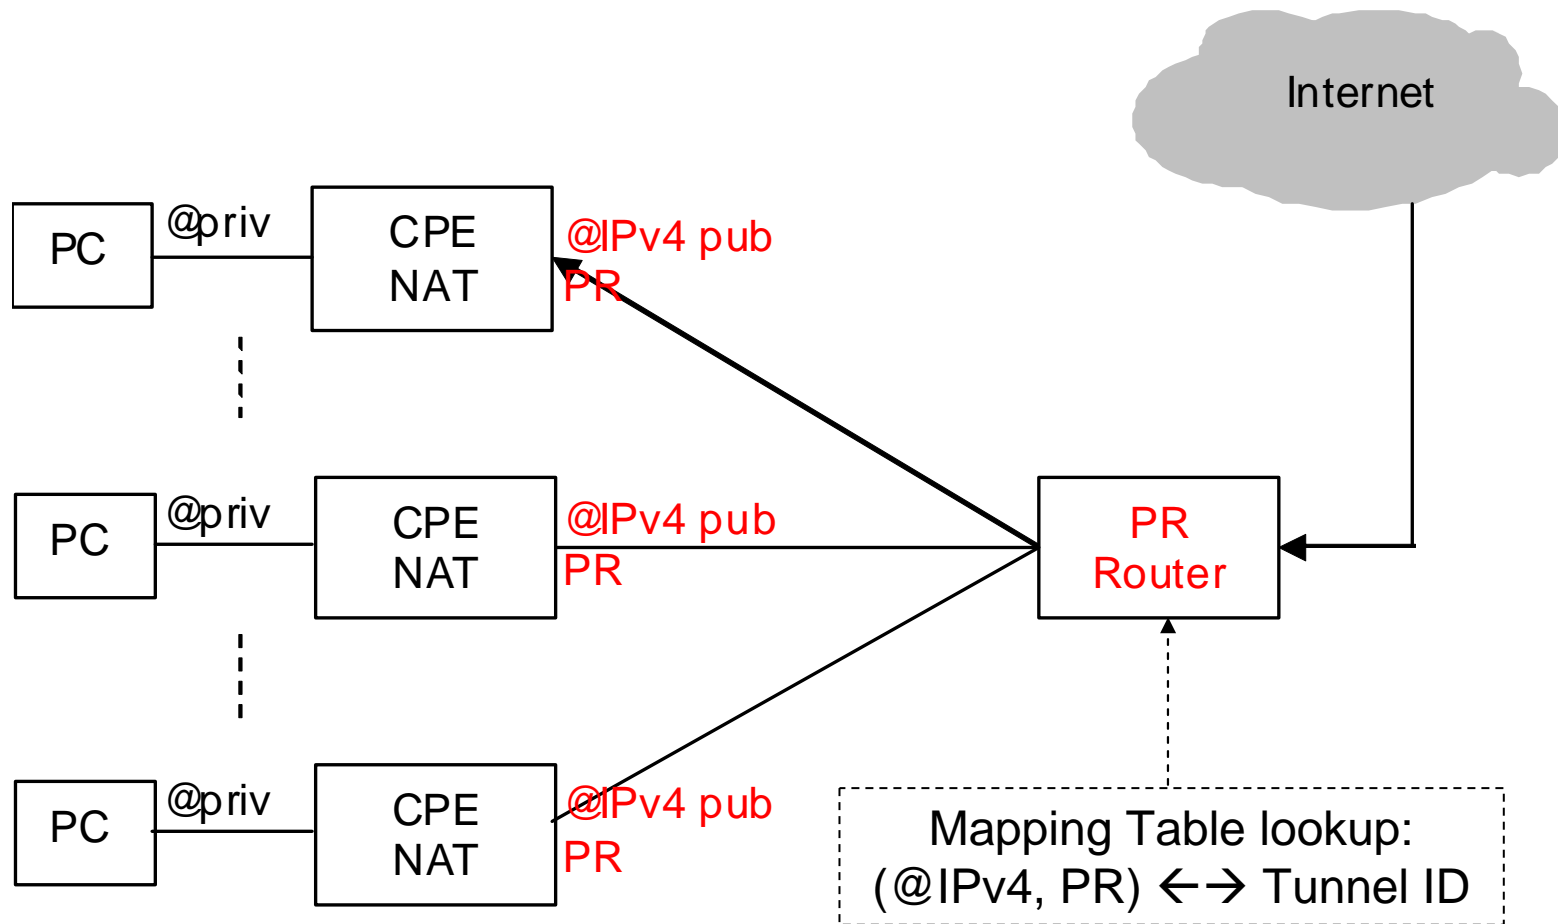 Internet
PC
@priv
CPE
NAT
@IPv4 pub
PR
PC
@priv
CPE
NAT
@IPv4 pub
PR
PR
Router
PC
@priv
CPE
NAT
@IPv4 pub
PR
Mapping Table lookup:
(@IPv4, PR) ←→ Tunnel ID